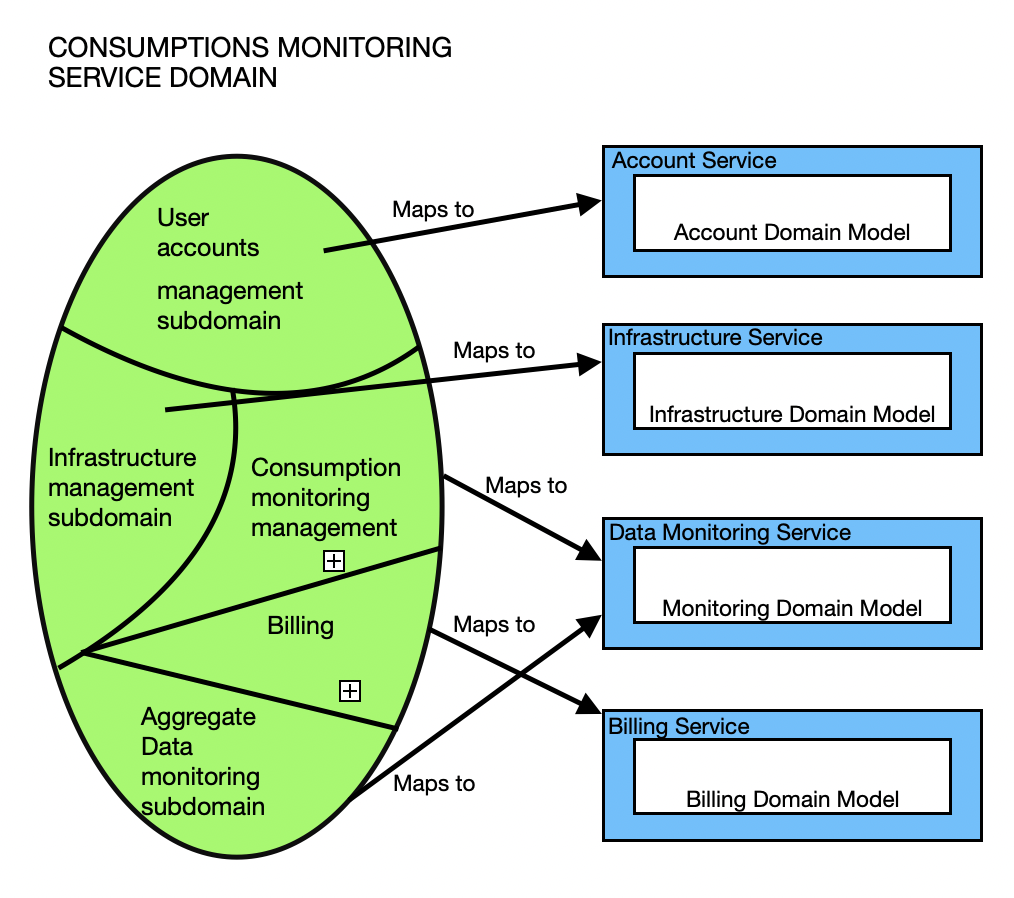 CONSUMPTIONS MONITORING
SERVICE DOMAIN
User
accounts
management
subdomain
Maps to
Account Service
Account Domain Model
Maps to
Infrastructure Service
Infrastructure Domain Model
Infrastructure
management
subdomain
Consumption
monitoring
management
Maps to
Data Monitoring Service
Monitoring Domain Model
Billing
Maps to
Billing Service
Billing Domain Model
Aggregate
Data
monitoring
subdomain
Maps to